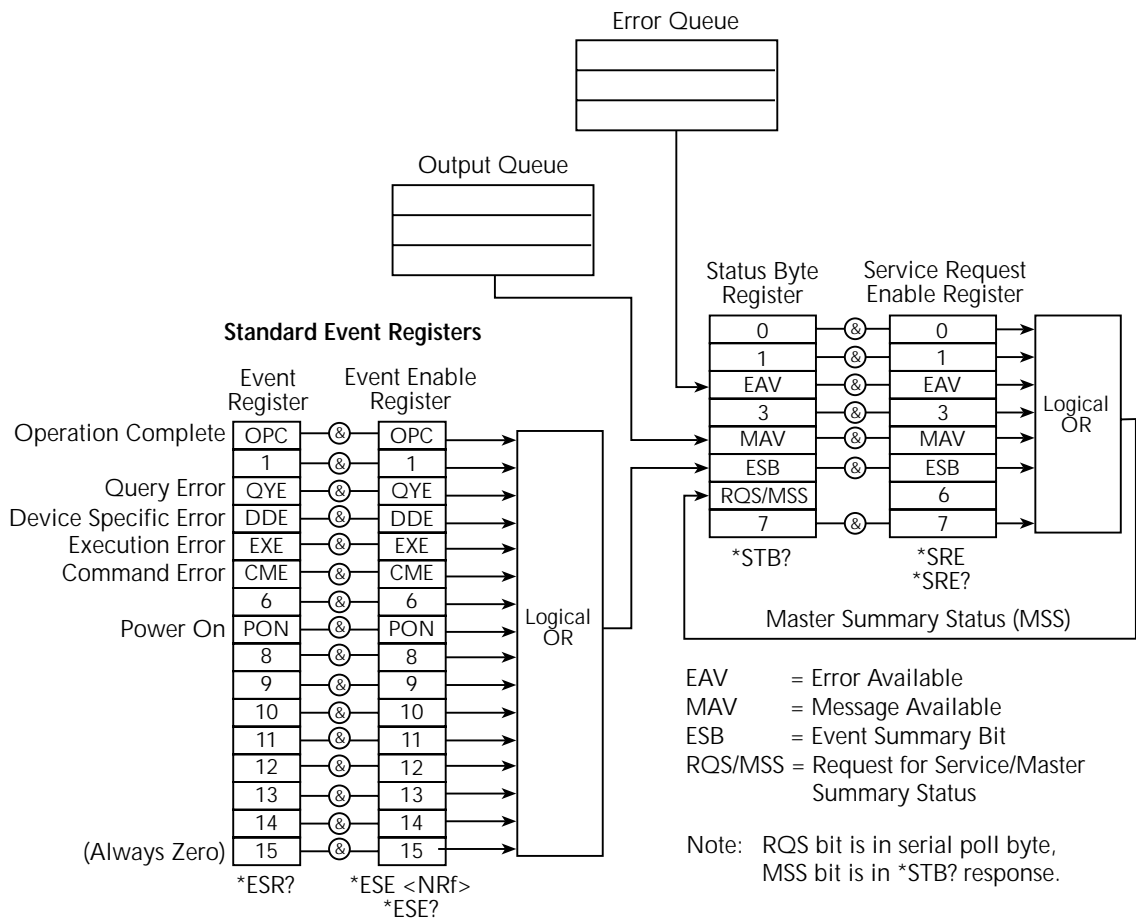 Error Queue
Output Queue
Status Byte
Register
Service Request
Enable Register
0 & 0
1 & 1
EAV & EAV
3 & 3
MAV & MAV
ESB & ESB
RQS/MSS 6
7 & 7
Logical
OR
*STB?
*SRE
*SRE?
Master Summary Status (MSS)
Standard Event Registers
Event
Register
Event Enable
Register
Operation Complete OPC & OPC
1 & 1
Query Error QYE & QYE
Device Specific Error DDE & DDE
Execution Error EXE & EXE
Command Error CME & CME
6 & 6
Power On PON & PON
8 & 8
9 & 9
10 & 10
11 & 11
12 & 12
13 & 13
14 & 14
(Always Zero) 15 & 15
Logical
OR
*ESR?
*ESE <NRf>
*ESE?
EAV = Error Available
MAV = Message Available
ESB = Event Summary Bit
RQS/MSS = Request for Service/Master
Summary Status
Note: RQS bit is in serial poll byte,
MSS bit is in *STB? response.